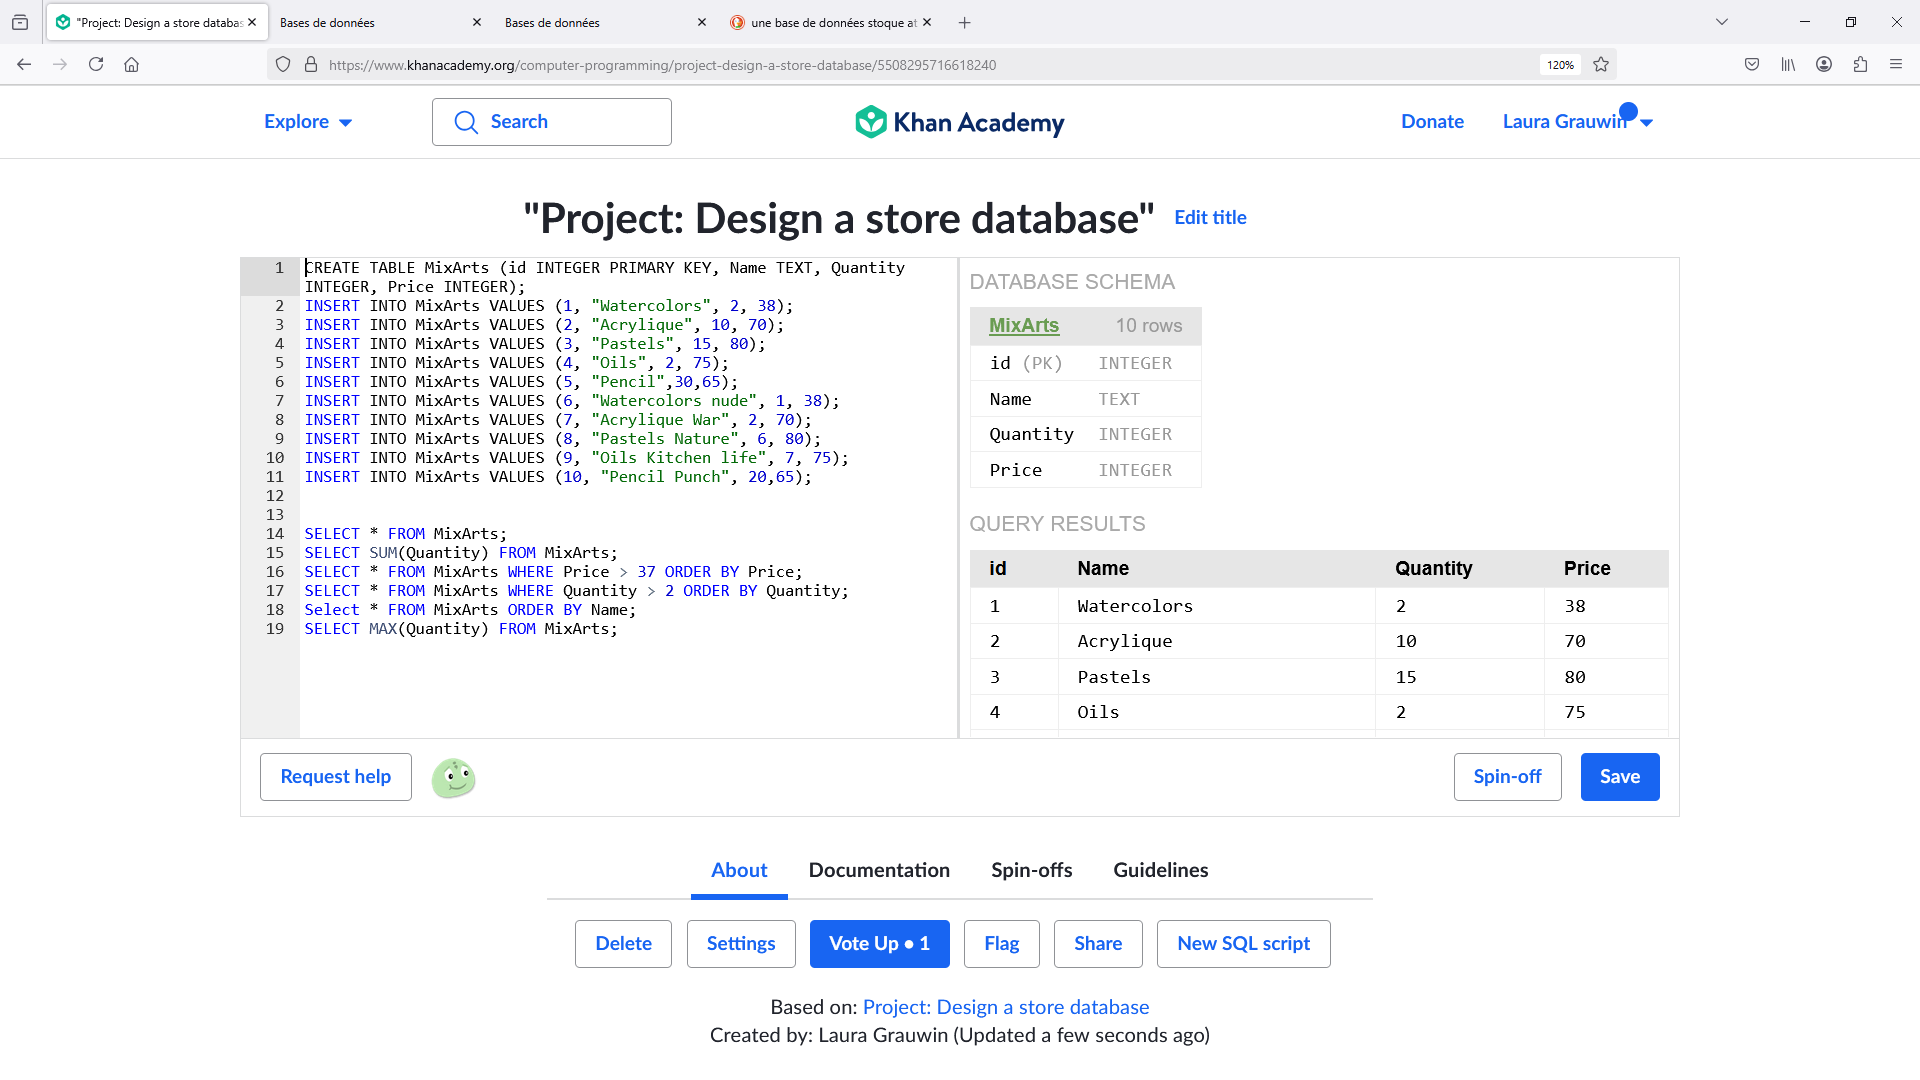 "Project: Design a store databas
Bases de données
Bases de données
une base de données stoque at
https://www.khanacademy.org/computer-programming/project-design-a-store-database/5508295716618240
120%
Explore
Search
Khan Academy
Donate
Laura Grauwin
"Project: Design a store database"
Edit title
1 CREATE TABLE MixArts (id INTEGER PRIMARY KEY, Name TEXT, Quantity
INTEGER, Price INTEGER);
2 INSERT INTO MixArts VALUES (1, "Watercolors", 2, 38);
3 INSERT INTO MixArts VALUES (2, "Acrylique", 10, 70);
4 INSERT INTO MixArts VALUES (3, "Pastels", 15, 80);
5 INSERT INTO MixArts VALUES (4, "Oils", 2, 75);
6 INSERT INTO MixArts VALUES (5, "Pencil",30,65);
7 INSERT INTO MixArts VALUES (6, "Watercolors nude", 1, 38);
8 INSERT INTO MixArts VALUES (7, "Acrylique War", 2, 70);
9 INSERT INTO MixArts VALUES (8, "Pastels Nature", 6, 80);
10 INSERT INTO MixArts VALUES (9, "Oils Kitchen life", 7, 75);
11 INSERT INTO MixArts VALUES (10, "Pencil Punch", 20,65);
12
13
14 SELECT * FROM MixArts;
15 SELECT SUM(Quantity) FROM MixArts;
16 SELECT * FROM MixArts WHERE Price > 37 ORDER BY Price;
17 SELECT * FROM MixArts WHERE Quantity > 2 ORDER BY Quantity;
18 Select * FROM MixArts ORDER BY Name;
19 SELECT MAX(Quantity) FROM MixArts;
DATABASE SCHEMA
MixArts 10 rows
id (PK) INTEGER
Name TEXT
Quantity INTEGER
Price INTEGER
QUERY RESULTS
id Name Quantity Price
1 Watercolors 2 38
2 Acrylique 10 70
3 Pastels 15 80
4 Oils 2 75
Request help
Spin-off
Save
About
Documentation
Spin-offs
Guidelines
Delete
Settings
Vote Up • 1
Flag
Share
New SQL script
Based on: Project: Design a store database
Created by: Laura Grauwin (Updated a few seconds ago)